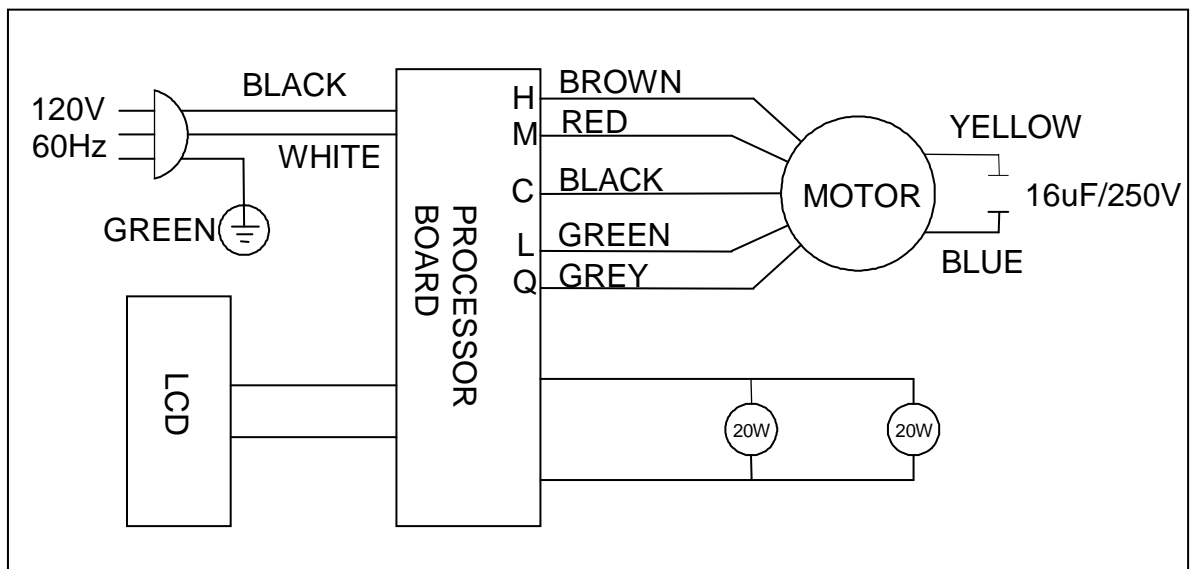 120V
60Hz
BLACK
WHITE
GREEN
LCD
PROCESSOR
BOARD
H BROWN
M RED
C BLACK
L GREEN
Q GREY
MOTOR
YELLOW
16uF/250V
BLUE
20W
20W